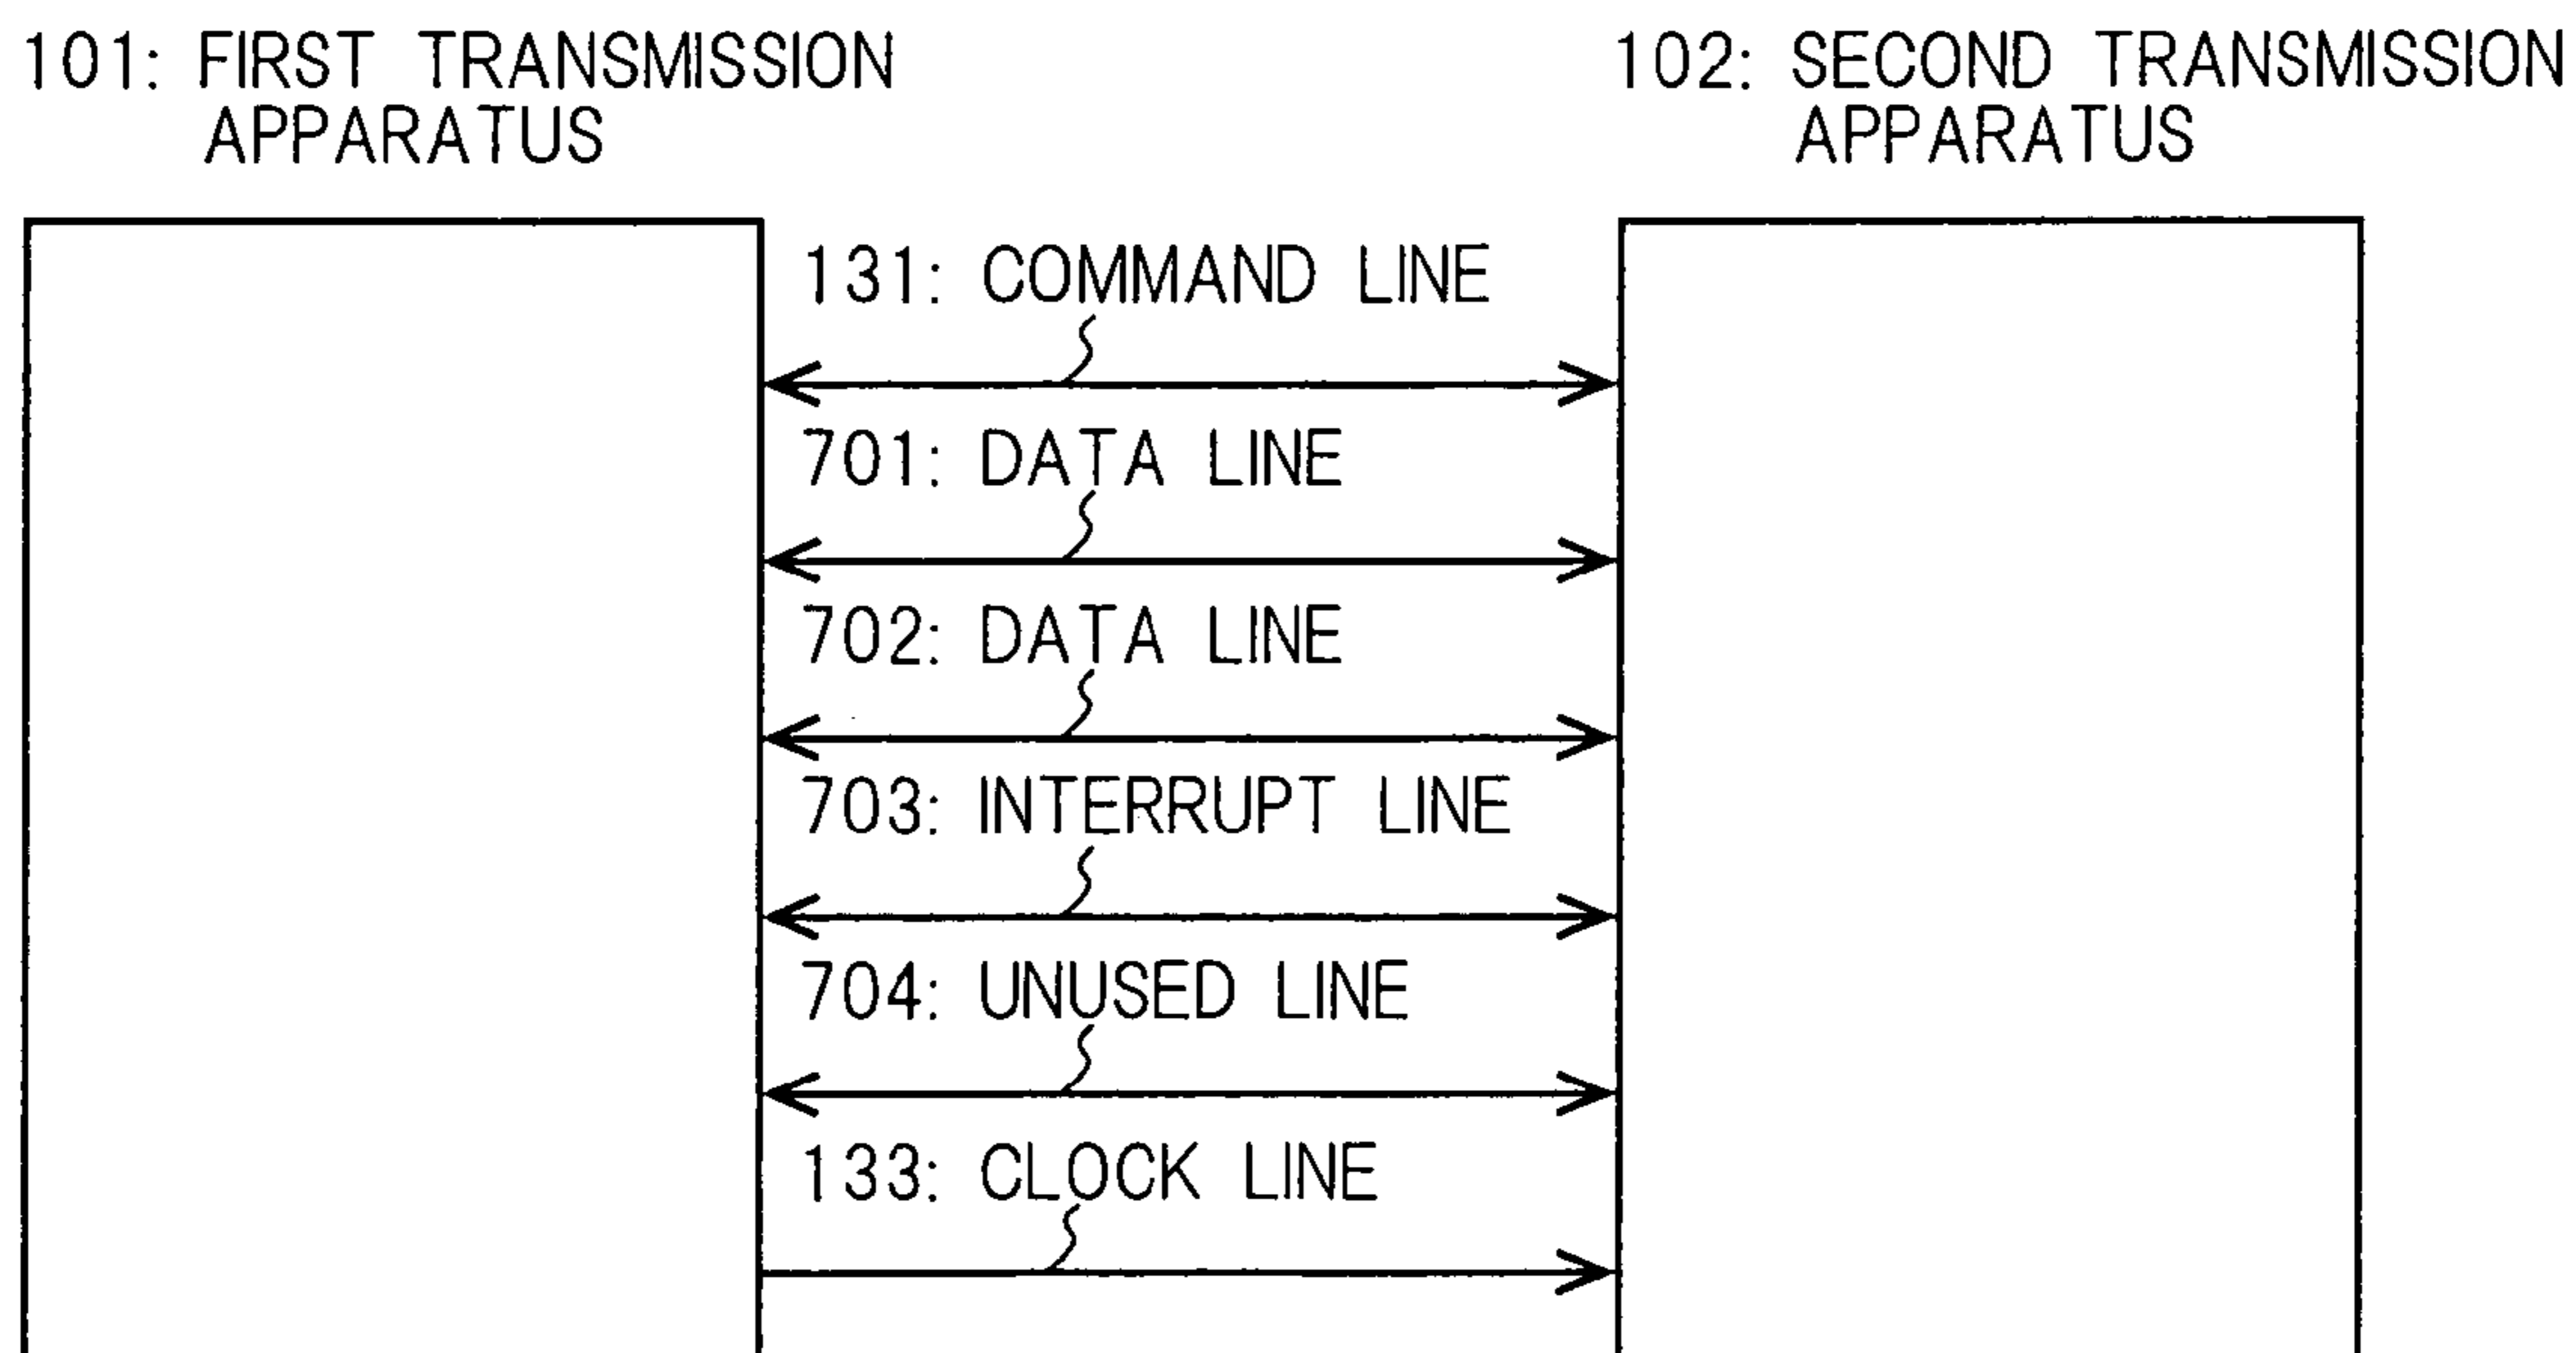 101: FIRST TRANSMISSION
APPARATUS
102: SECOND TRANSMISSION
APPARATUS
131: COMMAND LINE
701: DATA LINE
702: DATA LINE
703: INTERRUPT LINE
704: UNUSED LINE
133: CLOCK LINE